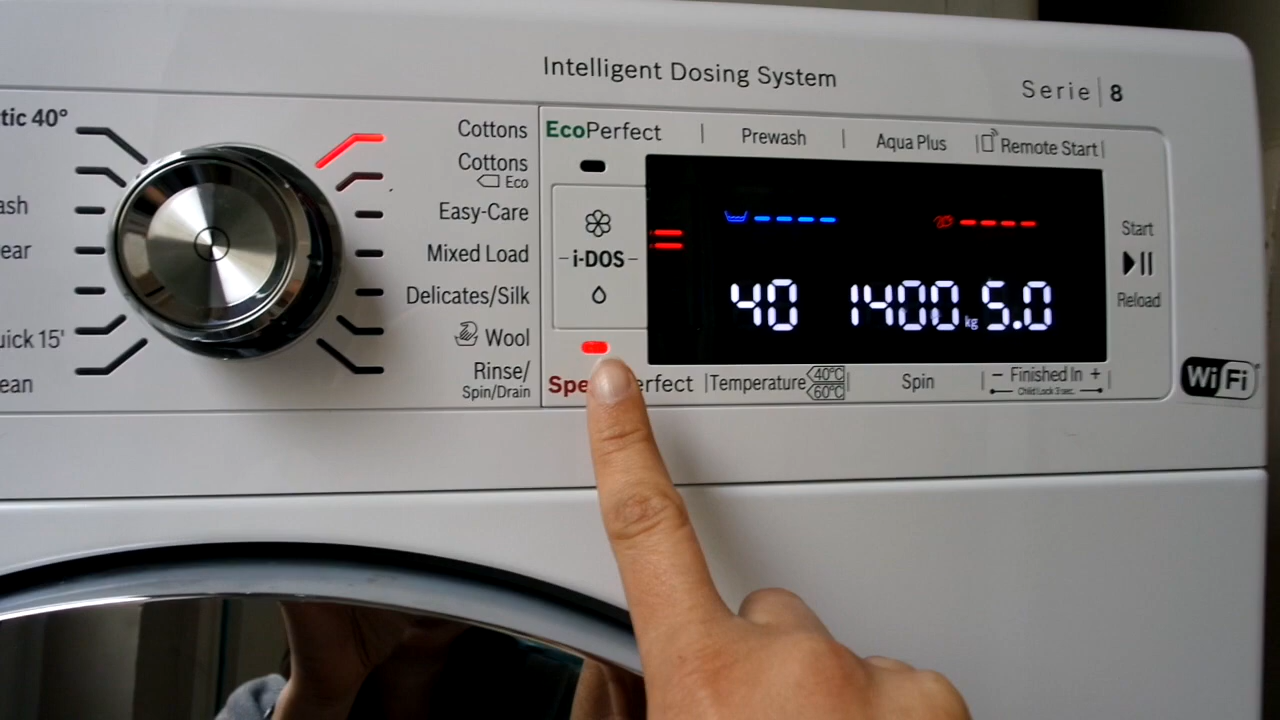 Intelligent Dosing System
Serie | 8
tic 40°
ash
ear
uick 15'
ean
Cottons
Cottons
Eco
Easy-Care
Mixed Load
Delicates/Silk
Wool
Rinse/
Spin/Drain
EcoPerfect | Prewash | Aqua Plus | Remote Start |
i-DOS
40 1400 kg 5.0
Start
Reload
Spe erfect | Temperature 40°C 60°C | Spin | − Finished In + |
Child Lock 3 sec.
WiFi